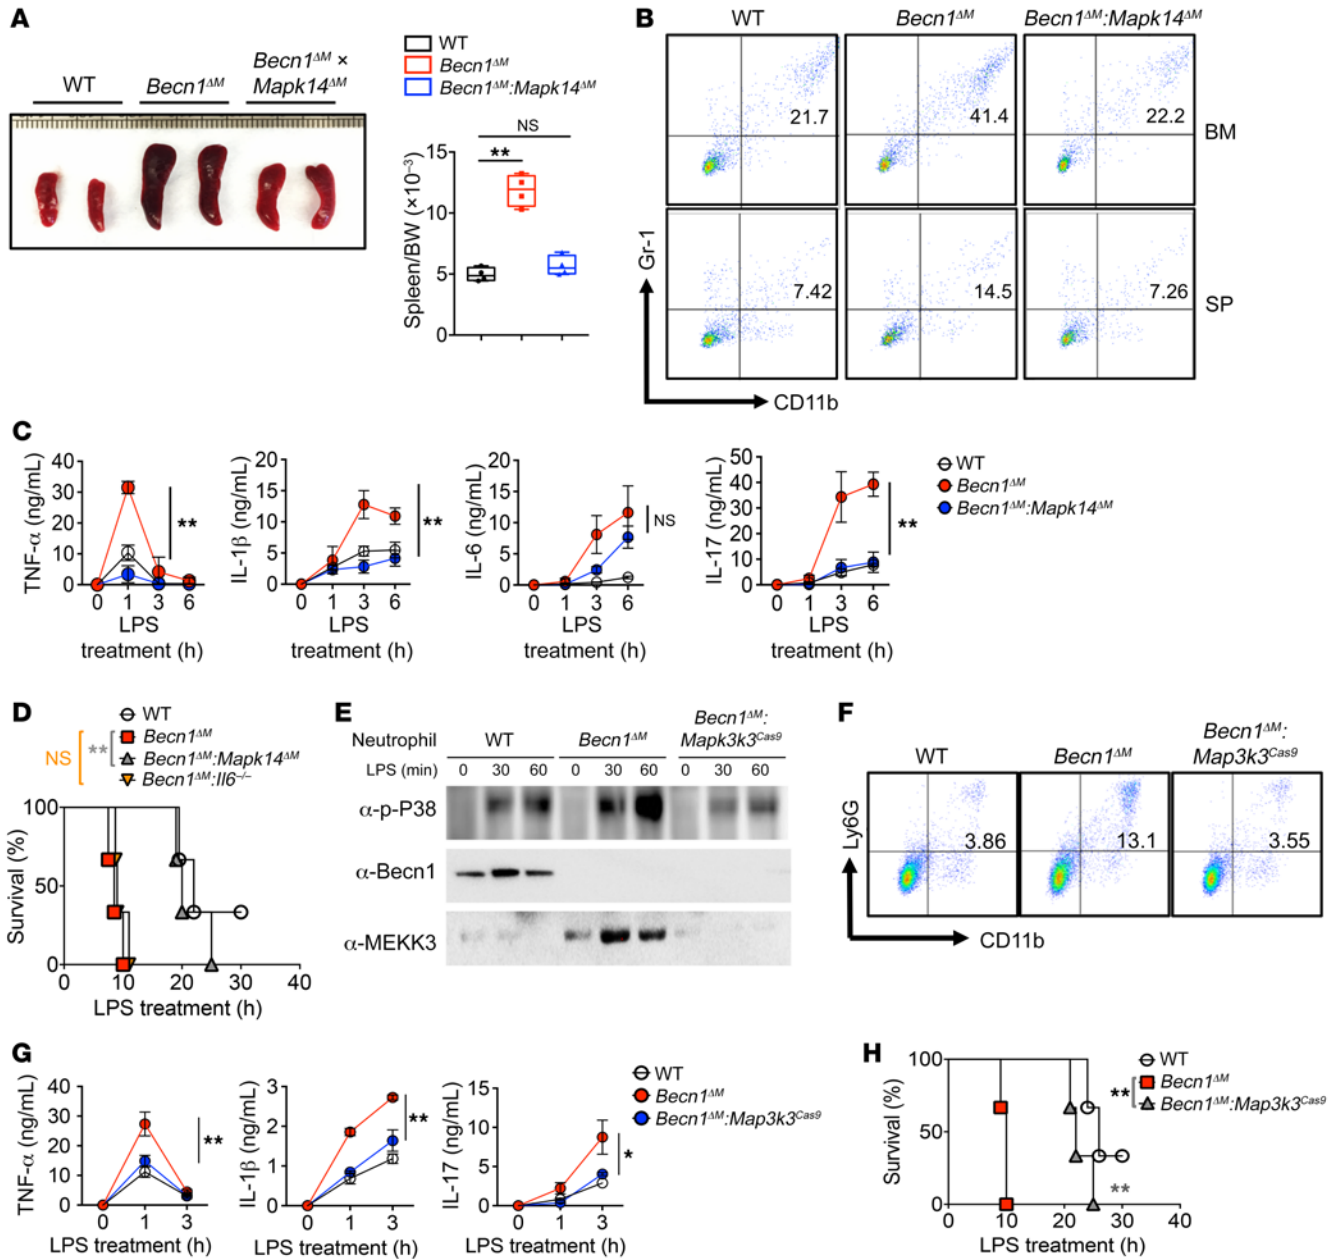 A
WT
Becn1ΔM
Becn1ΔM ×
Mapk14ΔM
WT
Becn1ΔM
Becn1ΔM:Mapk14ΔM
NS
**
Spleen/BW (×10−3)
15
10
5
0
B
WT
Becn1ΔM
Becn1ΔM:Mapk14ΔM
21.7
41.4
22.2
BM
7.42
14.5
7.26
SP
Gr-1
CD11b
C
TNF-α (ng/mL)
40
30
20
10
0
**
0 1 3 6
LPS
treatment (h)
IL-1β (ng/mL)
20
15
10
5
0
**
0 1 3 6
LPS
treatment (h)
IL-6 (ng/mL)
20
15
10
5
0
NS
0 1 3 6
LPS
treatment (h)
IL-17 (ng/mL)
50
40
30
20
10
0
**
0 1 3 6
LPS
treatment (h)
WT
Becn1ΔM
Becn1ΔM:Mapk14ΔM
D
WT
Becn1ΔM
Becn1ΔM:Mapk14ΔM
Becn1ΔM:Il6−/−
NS
**
Survival (%)
100
50
0
0 10 20 30 40
LPS treatment (h)
E
Neutrophil
WT
Becn1ΔM
Becn1ΔM:
Mapk3k3Cas9
LPS (min)
0 30 60 0 30 60 0 30 60
α-p-P38
α-Becn1
α-MEKK3
F
WT
Becn1ΔM
Becn1ΔM:
Map3k3Cas9
3.86
13.1
3.55
Ly6G
CD11b
G
TNF-α (ng/mL)
40
30
20
10
0
**
0 1 3
LPS treatment (h)
IL-1β (ng/mL)
3
2
1
0
**
0 1 3
LPS treatment (h)
IL-17 (ng/mL)
15
10
5
0
*
0 1 3
LPS treatment (h)
WT
Becn1ΔM
Becn1ΔM:Map3k3Cas9
H
Survival (%)
100
50
0
WT
Becn1ΔM
Becn1ΔM:Map3k3Cas9
**
**
0 10 20 30 40
LPS treatment (h)